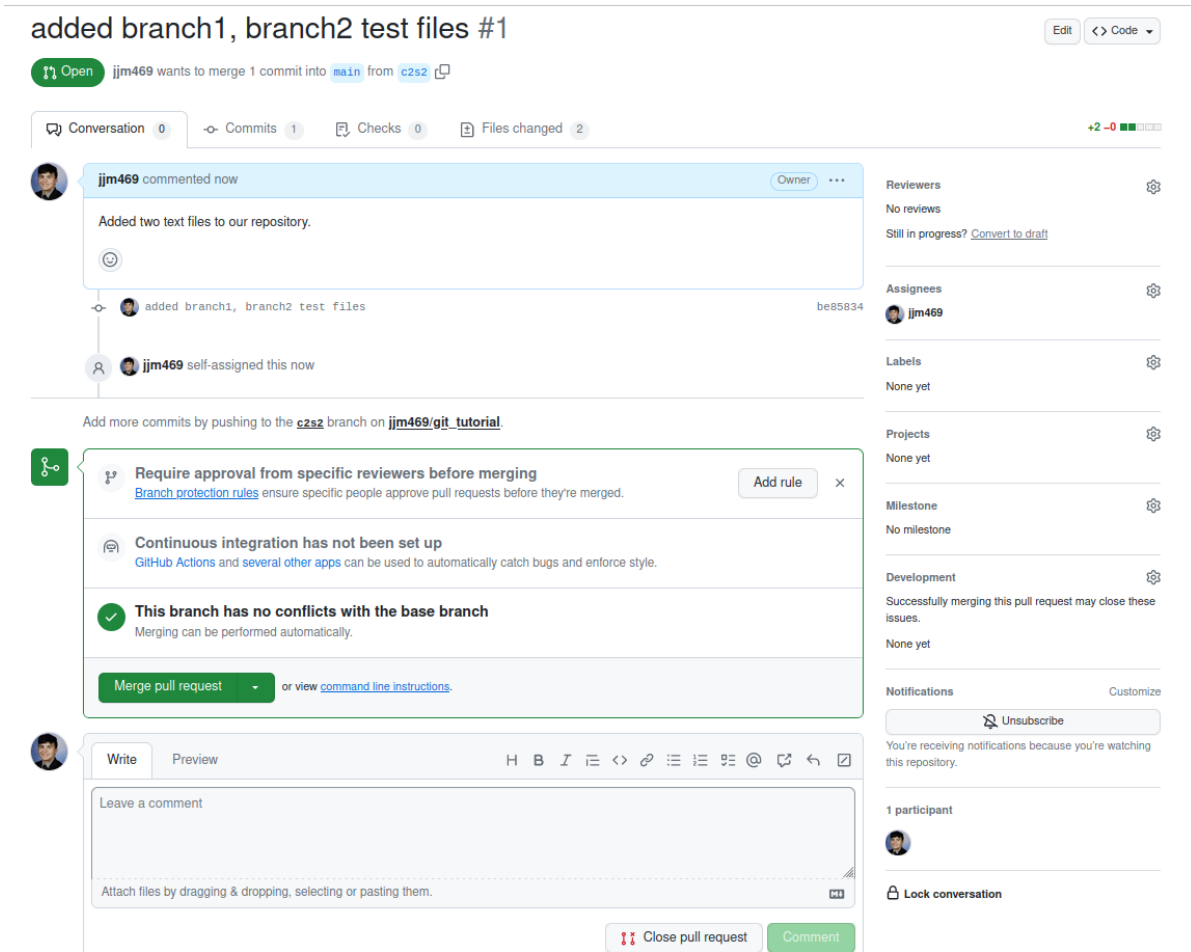 added branch1, branch2 test files #1
Edit
<> Code
Open
jjm469 wants to merge 1 commit into main from c2s2
Conversation 0
Commits 1
Checks 0
Files changed 2
+2 −0
jjm469 commented now
Owner
Added two text files to our repository.
added branch1, branch2 test files
be85834
jjm469 self-assigned this now
Add more commits by pushing to the c2s2 branch on jjm469/git_tutorial.
Require approval from specific reviewers before merging
Branch protection rules ensure specific people approve pull requests before they're merged.
Add rule
Continuous integration has not been set up
GitHub Actions and several other apps can be used to automatically catch bugs and enforce style.
This branch has no conflicts with the base branch
Merging can be performed automatically.
Merge pull request
or view command line instructions.
Write
Preview
H B I <> @
Leave a comment
Attach files by dragging & dropping, selecting or pasting them.
Close pull request
Comment
Reviewers
No reviews
Still in progress? Convert to draft
Assignees
jjm469
Labels
None yet
Projects
None yet
Milestone
No milestone
Development
Successfully merging this pull request may close these
issues.
None yet
Notifications
Customize
Unsubscribe
You're receiving notifications because you're watching
this repository.
1 participant
Lock conversation